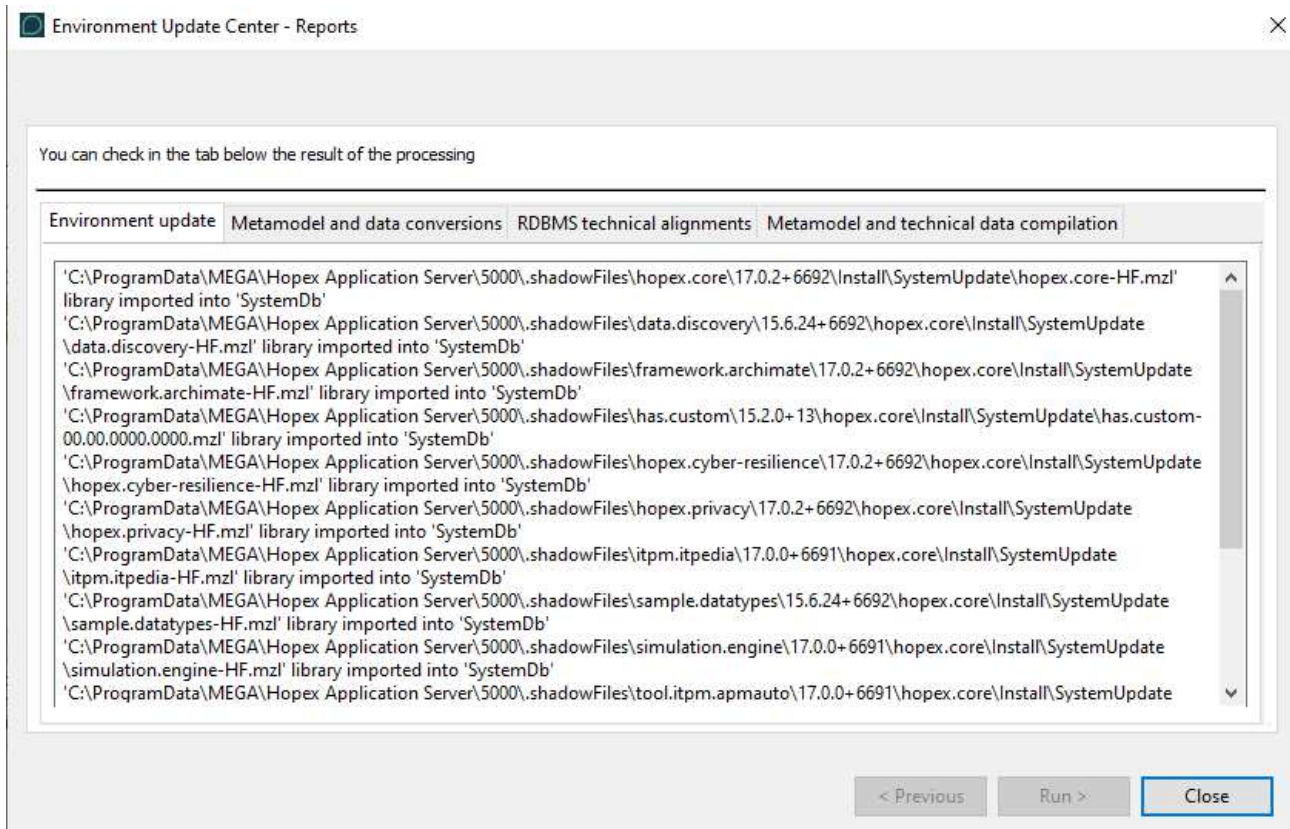 Environment Update Center - Reports
You can check in the tab below the result of the processing
Environment update Metamodel and data conversions RDBMS technical alignments Metamodel and technical data compilation
'C:\ProgramData\MEGA\Hopex Application Server\5000\.shadowFiles\hopex.core\17.0.2+6692\Install\SystemUpdate\hopex.core-HF.mzl'
library imported into 'SystemDb'
'C:\ProgramData\MEGA\Hopex Application Server\5000\.shadowFiles\data.discovery\15.6.24+6692\hopex.core\Install\SystemUpdate
\data.discovery-HF.mzl' library imported into 'SystemDb'
'C:\ProgramData\MEGA\Hopex Application Server\5000\.shadowFiles\framework.archimate\17.0.2+6692\hopex.core\Install\SystemUpdate
\framework.archimate-HF.mzl' library imported into 'SystemDb'
'C:\ProgramData\MEGA\Hopex Application Server\5000\.shadowFiles\has.custom\15.2.0+13\hopex.core\Install\SystemUpdate\has.custom-
00.00.0000.0000.mzl' library imported into 'SystemDb'
'C:\ProgramData\MEGA\Hopex Application Server\5000\.shadowFiles\hopex.cyber-resilience\17.0.2+6692\hopex.core\Install\SystemUpdate
\hopex.cyber-resilience-HF.mzl' library imported into 'SystemDb'
'C:\ProgramData\MEGA\Hopex Application Server\5000\.shadowFiles\hopex.privacy\17.0.2+6692\hopex.core\Install\SystemUpdate
\hopex.privacy-HF.mzl' library imported into 'SystemDb'
'C:\ProgramData\MEGA\Hopex Application Server\5000\.shadowFiles\itpm.itpedia\17.0.0+6691\hopex.core\Install\SystemUpdate
\itpm.itpedia-HF.mzl' library imported into 'SystemDb'
'C:\ProgramData\MEGA\Hopex Application Server\5000\.shadowFiles\sample.datatypes\15.6.24+6692\hopex.core\Install\SystemUpdate
\sample.datatypes-HF.mzl' library imported into 'SystemDb'
'C:\ProgramData\MEGA\Hopex Application Server\5000\.shadowFiles\simulation.engine\17.0.0+6691\hopex.core\Install\SystemUpdate
\simulation.engine-HF.mzl' library imported into 'SystemDb'
'C:\ProgramData\MEGA\Hopex Application Server\5000\.shadowFiles\tool.itpm.apmauto\17.0.0+6691\hopex.core\Install\SystemUpdate
< Previous Run > Close